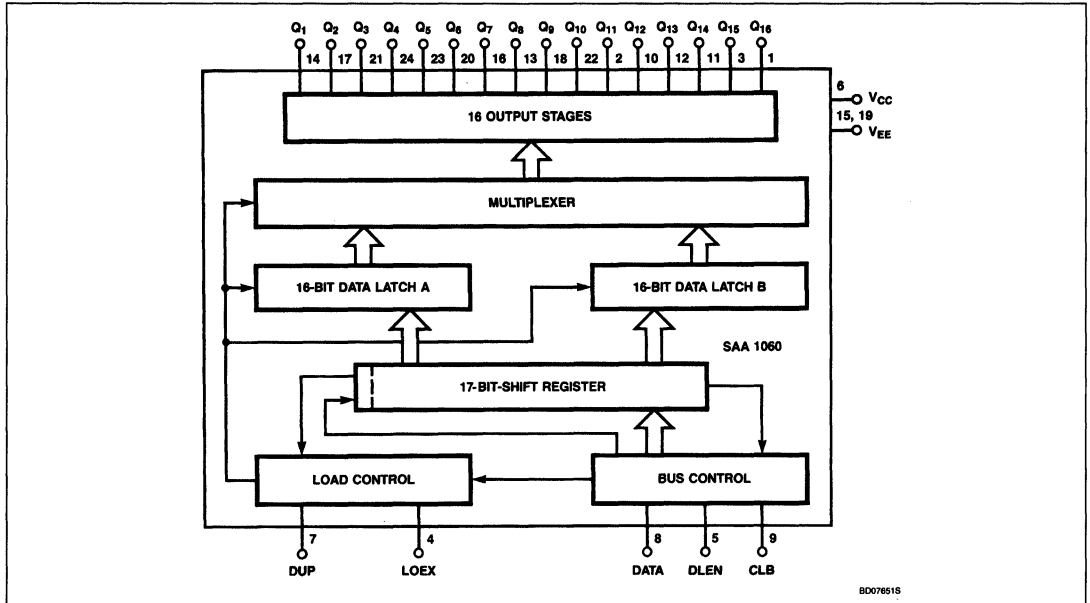 Q1 Q2 Q3 Q4 Q5 Q6 Q7 Q8 Q9 Q10 Q11 Q12 Q13 Q14 Q15 Q16
14 17 21 24 23 20 16 13 18 22 2 10 12 11 3 1
6
VCC
15, 19
VEE
16 OUTPUT STAGES
MULTIPLEXER
16-BIT DATA LATCH A
16-BIT DATA LATCH B
SAA 1060
17-BIT-SHIFT REGISTER
LOAD CONTROL
BUS CONTROL
7 4 8 5 9
DUP LOEX DATA DLEN CLB
BD07651S